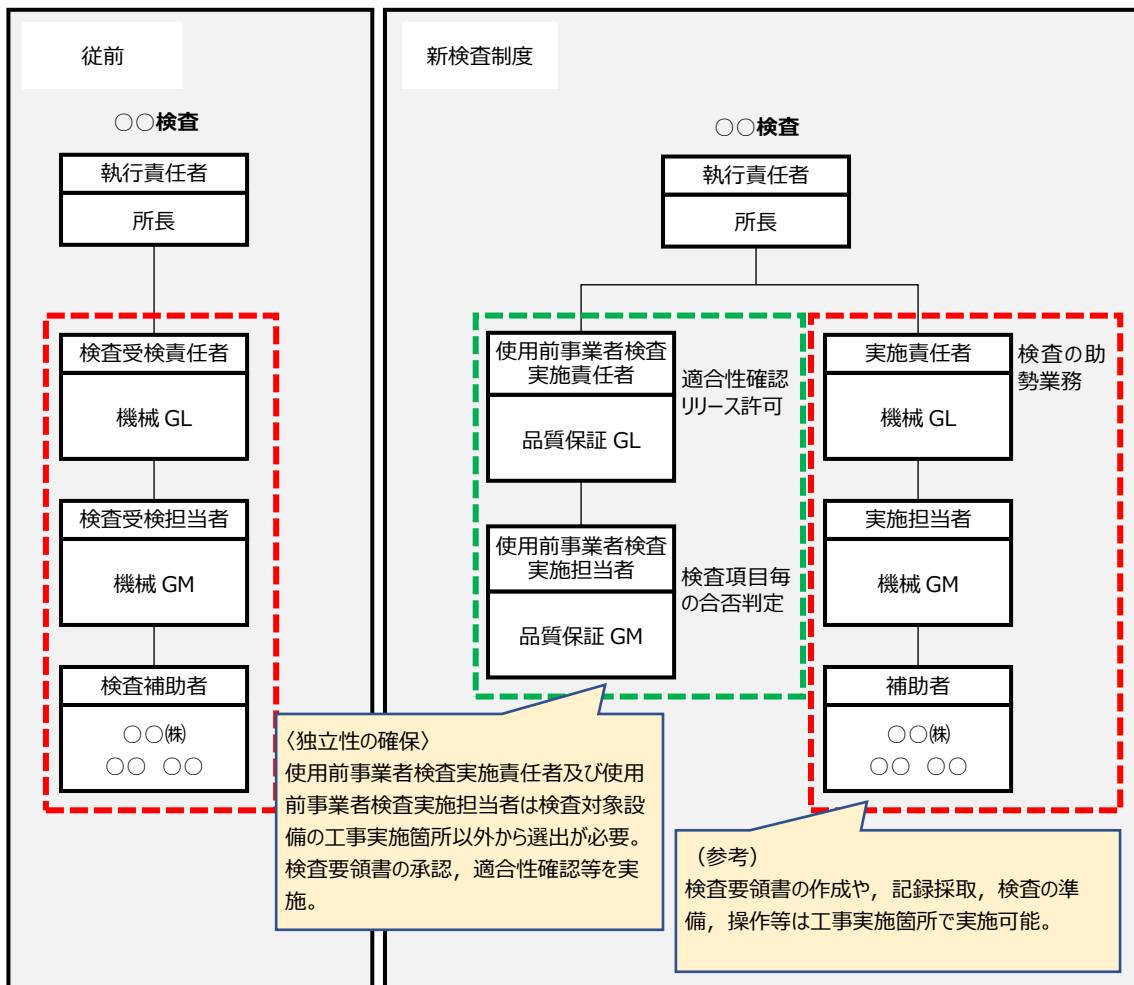 従前
○○検査
執行責任者
所長
検査受検責任者
機械 GL
検査受検担当者
機械 GM
検査補助者
○○㈱
○○ ○○
新検査制度
○○検査
執行責任者
所長
使用前事業者検査
実施責任者
品質保証 GL
適合性確認
リリース許可
使用前事業者検査
実施担当者
品質保証 GM
検査項目毎
の合否判定
実施責任者
機械 GL
検査の助
勢業務
実施担当者
機械 GM
補助者
○○㈱
○○ ○○
〈独立性の確保〉
使用前事業者検査実施責任者及び使用
前事業者検査実施担当者は検査対象設
備の工事実施箇所以外から選出が必要。
検査要領書の承認，適合性確認等を実
施。
（参考）
検査要領書の作成や，記録採取，検査の準
備，操作等は工事実施箇所で実施可能。